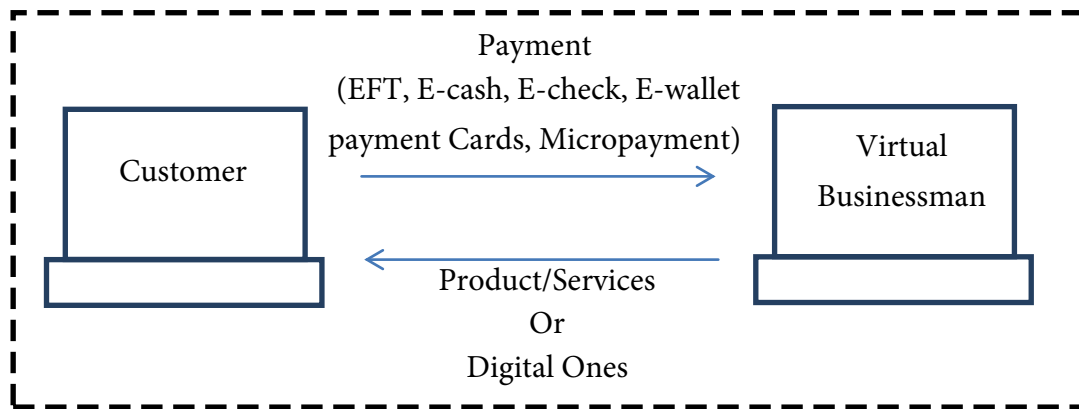 Payment
(EFT, E-cash, E-check, E-wallet
payment Cards, Micropayment)
Customer
Virtual
Businessman
Product/Services
Or
Digital Ones